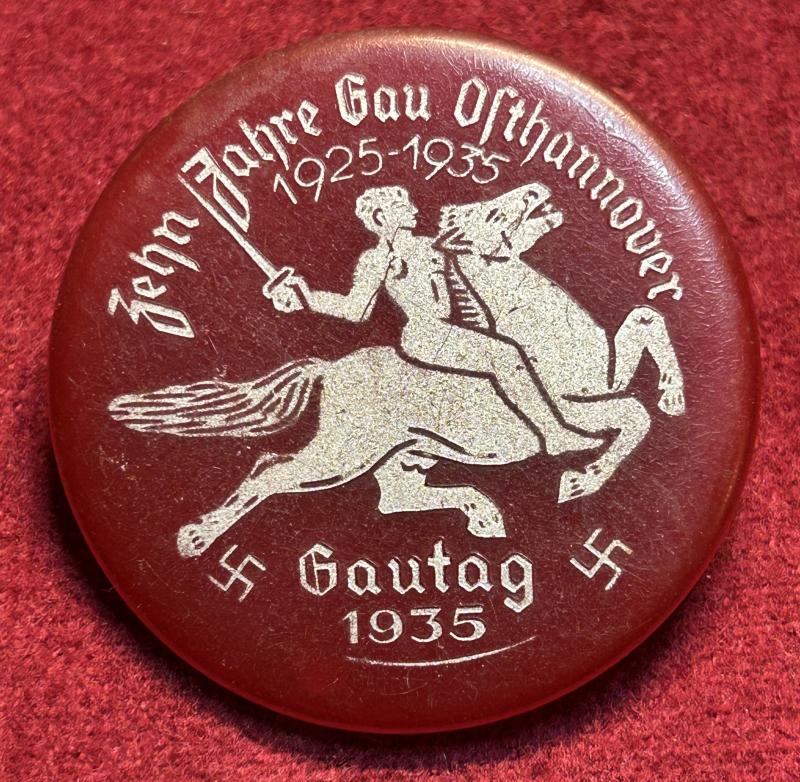 Zehn Jahre Gau Osthannover
1925-1935
Gautag
1935